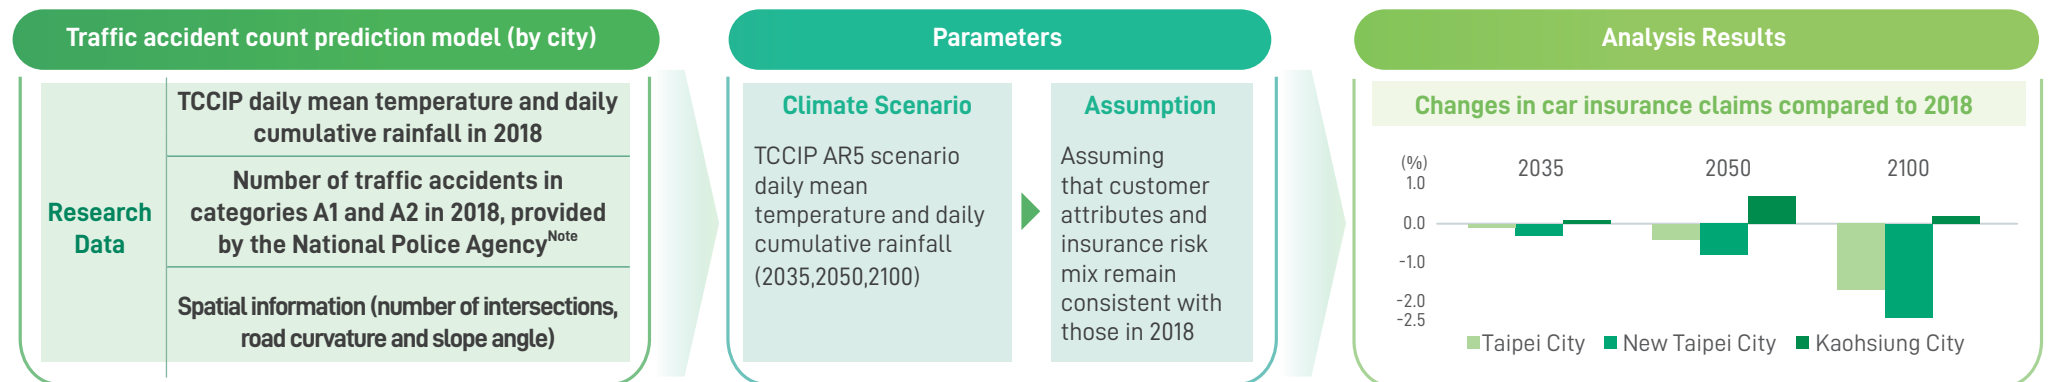 Traffic accident count prediction model (by city)
Research
Data
TCCIP daily mean temperature and daily
cumulative rainfall in 2018
Number of traffic accidents in
categories A1 and A2 in 2018, provided
by the National Police AgencyNote
Spatial information (number of intersections,
road curvature and slope angle)
Parameters
Climate Scenario
TCCIP AR5 scenario
daily mean
temperature and daily
cumulative rainfall
(2035,2050,2100)
Assumption
Assuming
that customer
attributes and
insurance risk
mix remain
consistent with
those in 2018
Analysis Results
Changes in car insurance claims compared to 2018
(%)
1.0
0.0
-1.0
-2.0
-2.5
2035 2050 2100
Taipei City New Taipei City Kaohsiung City